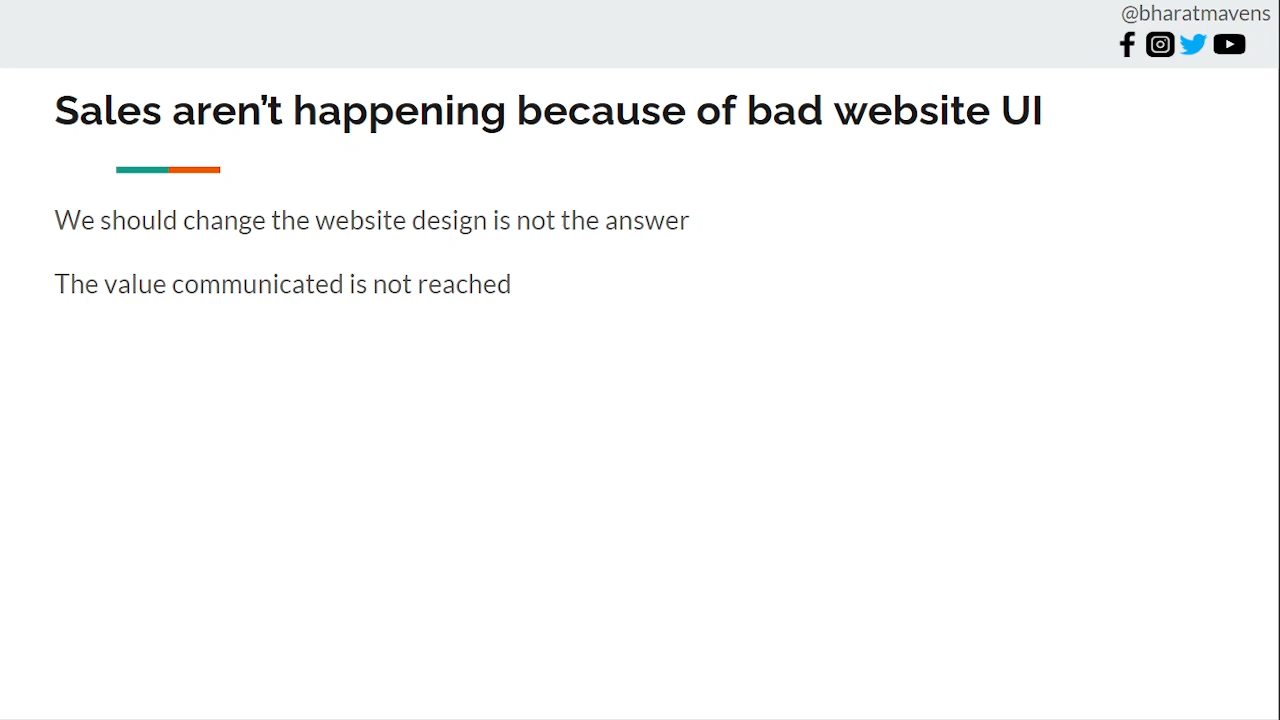 @bharatmavens
Sales aren’t happening because of bad website UI
We should change the website design is not the answer
The value communicated is not reached